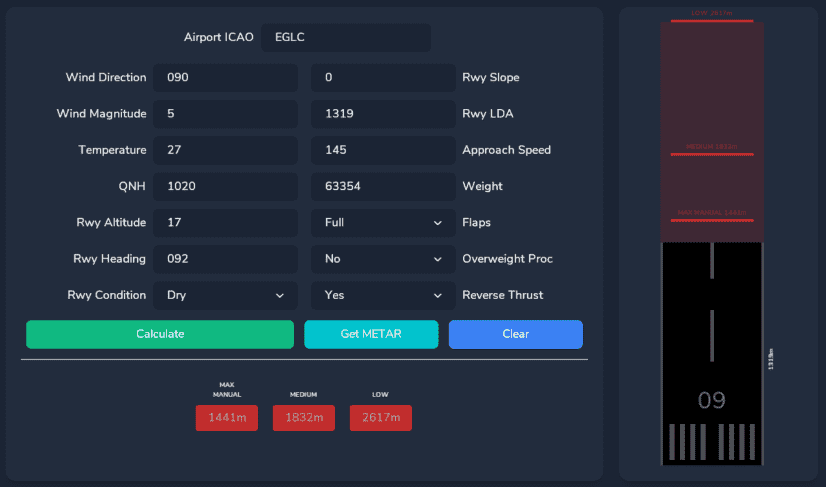 Airport ICAO EGLC
Wind Direction 090 0 Rwy Slope
Wind Magnitude 5 1319 Rwy LDA
Temperature 27 145 Approach Speed
QNH 1020 63354 Weight
Rwy Altitude 17 Full Flaps
Rwy Heading 092 No Overweight Proc
Rwy Condition Dry Yes Reverse Thrust
Calculate Get METAR Clear
MAX
MANUAL MEDIUM LOW
1441m 1832m 2617m
LOW 2617m
MEDIUM 1832m
MAX MANUAL 1441m
1319m
09